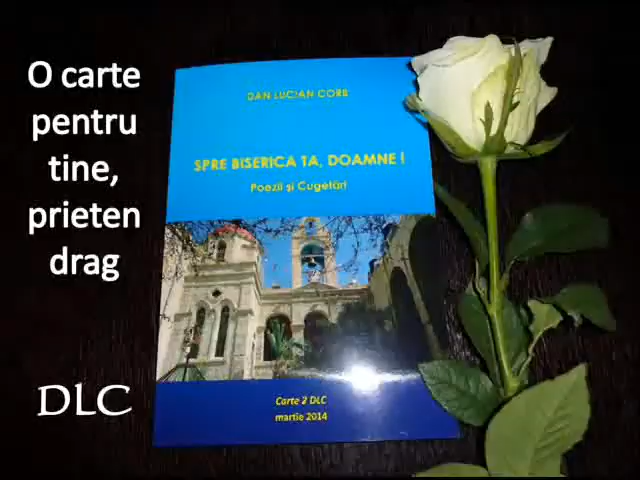 O carte
pentru
tine,
prieten
drag
DLC
DAN LUCIAN CORB
SPRE BISERICA TA, DOAMNE !
Poezii și Cugetări
Carte 2 DLC
martie 2014